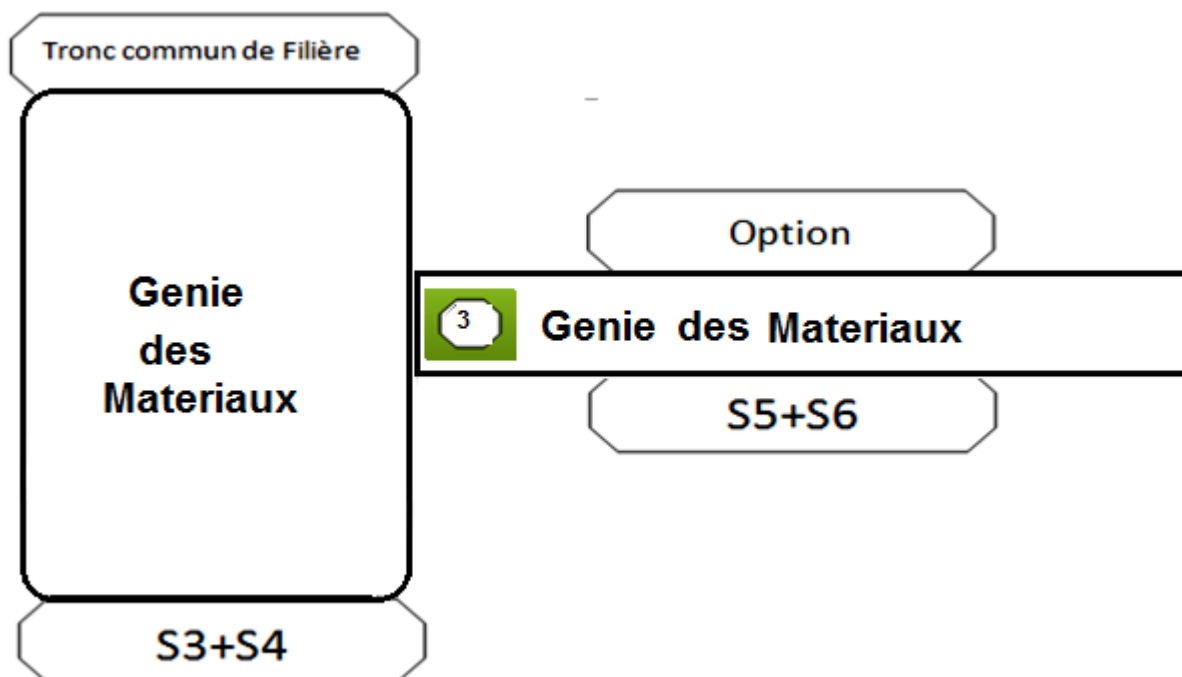 Tronc commun de Filière
Genie
des
Materiaux
S3+S4
Option
3 Genie des Materiaux
S5+S6